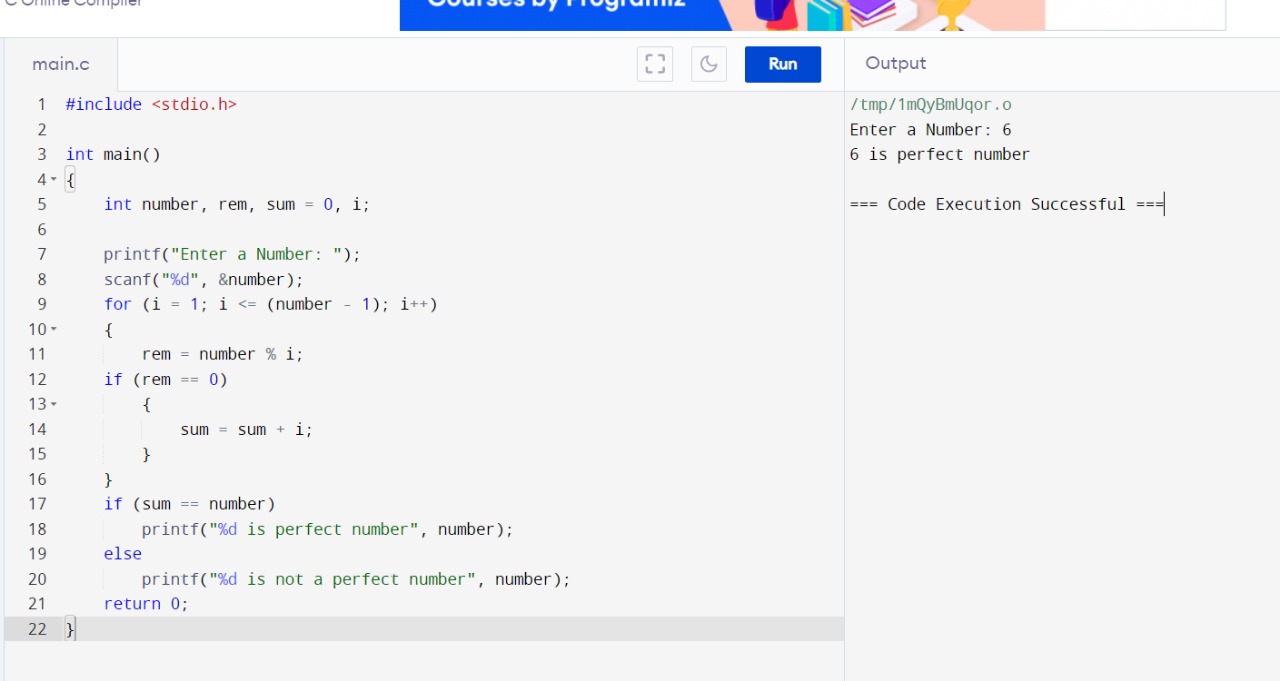 C Online Compiler
Courses by Programiz
main.c
Run
Output
1 #include <stdio.h>
2
3 int main()
4 {
5     int number, rem, sum = 0, i;
6
7     printf("Enter a Number: ");
8     scanf("%d", &number);
9     for (i = 1; i <= (number - 1); i++)
10     {
11         rem = number % i;
12     if (rem == 0)
13         {
14             sum = sum + i;
15         }
16     }
17     if (sum == number)
18         printf("%d is perfect number", number);
19     else
20         printf("%d is not a perfect number", number);
21     return 0;
22 }
/tmp/1mQyBmUqor.o
Enter a Number: 6
6 is perfect number
=== Code Execution Successful ===